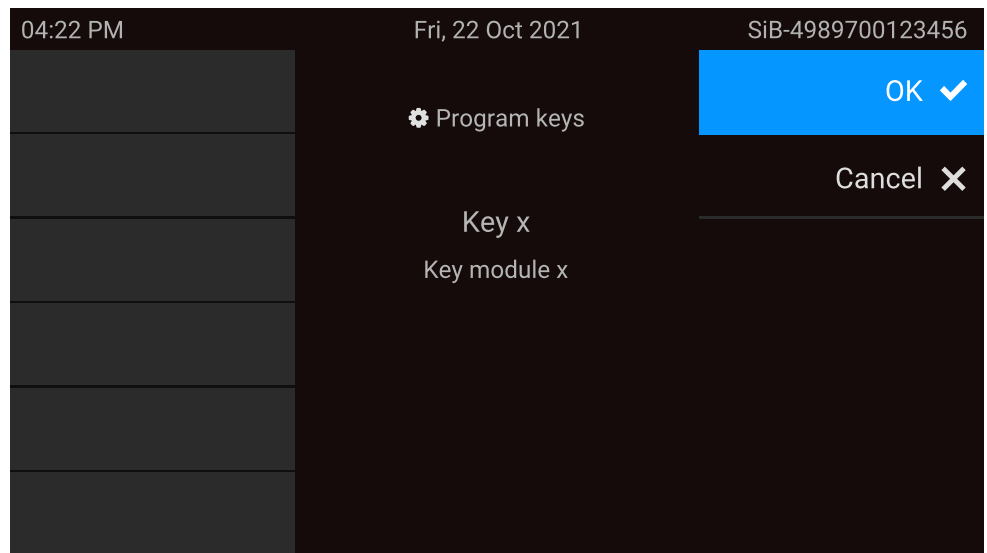 04:22 PM Fri, 22 Oct 2021 SiB-4989700123456
OK
Program keys
Cancel
Key x
Key module x